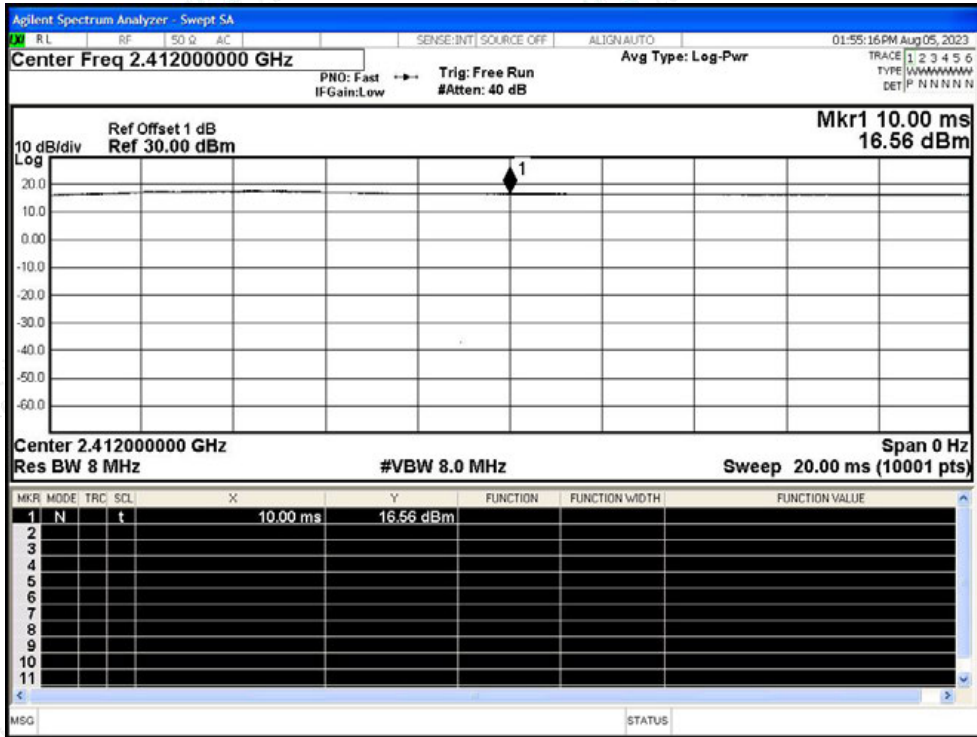 Agilent Spectrum Analyzer - Swept SA
LXI RL RF 50 Ω AC SENSE:INT SOURCE OFF ALIGN AUTO 01:55:16PM Aug 05, 2023
Center Freq 2.412000000 GHz Avg Type: Log-Pwr TRACE 1 2 3 4 5 6
PNO: Fast Trig: Free Run TYPE WWWWWW
IFGain:Low #Atten: 40 dB DET P N N N N N
Mkr1 10.00 ms
Ref Offset 1 dB
10 dB/div Ref 30.00 dBm 16.56 dBm
Log
1
20.0
10.0
0.00
-10.0
-20.0
-30.0
-40.0
-50.0
-60.0
Center 2.412000000 GHz Span 0 Hz
Res BW 8 MHz #VBW 8.0 MHz Sweep 20.00 ms (10001 pts)
MKR MODE TRC SCL X Y FUNCTION FUNCTION WIDTH FUNCTION VALUE
1 N t 10.00 ms 16.56 dBm
2
3
4
5
6
7
8
9
10
11
MSG STATUS